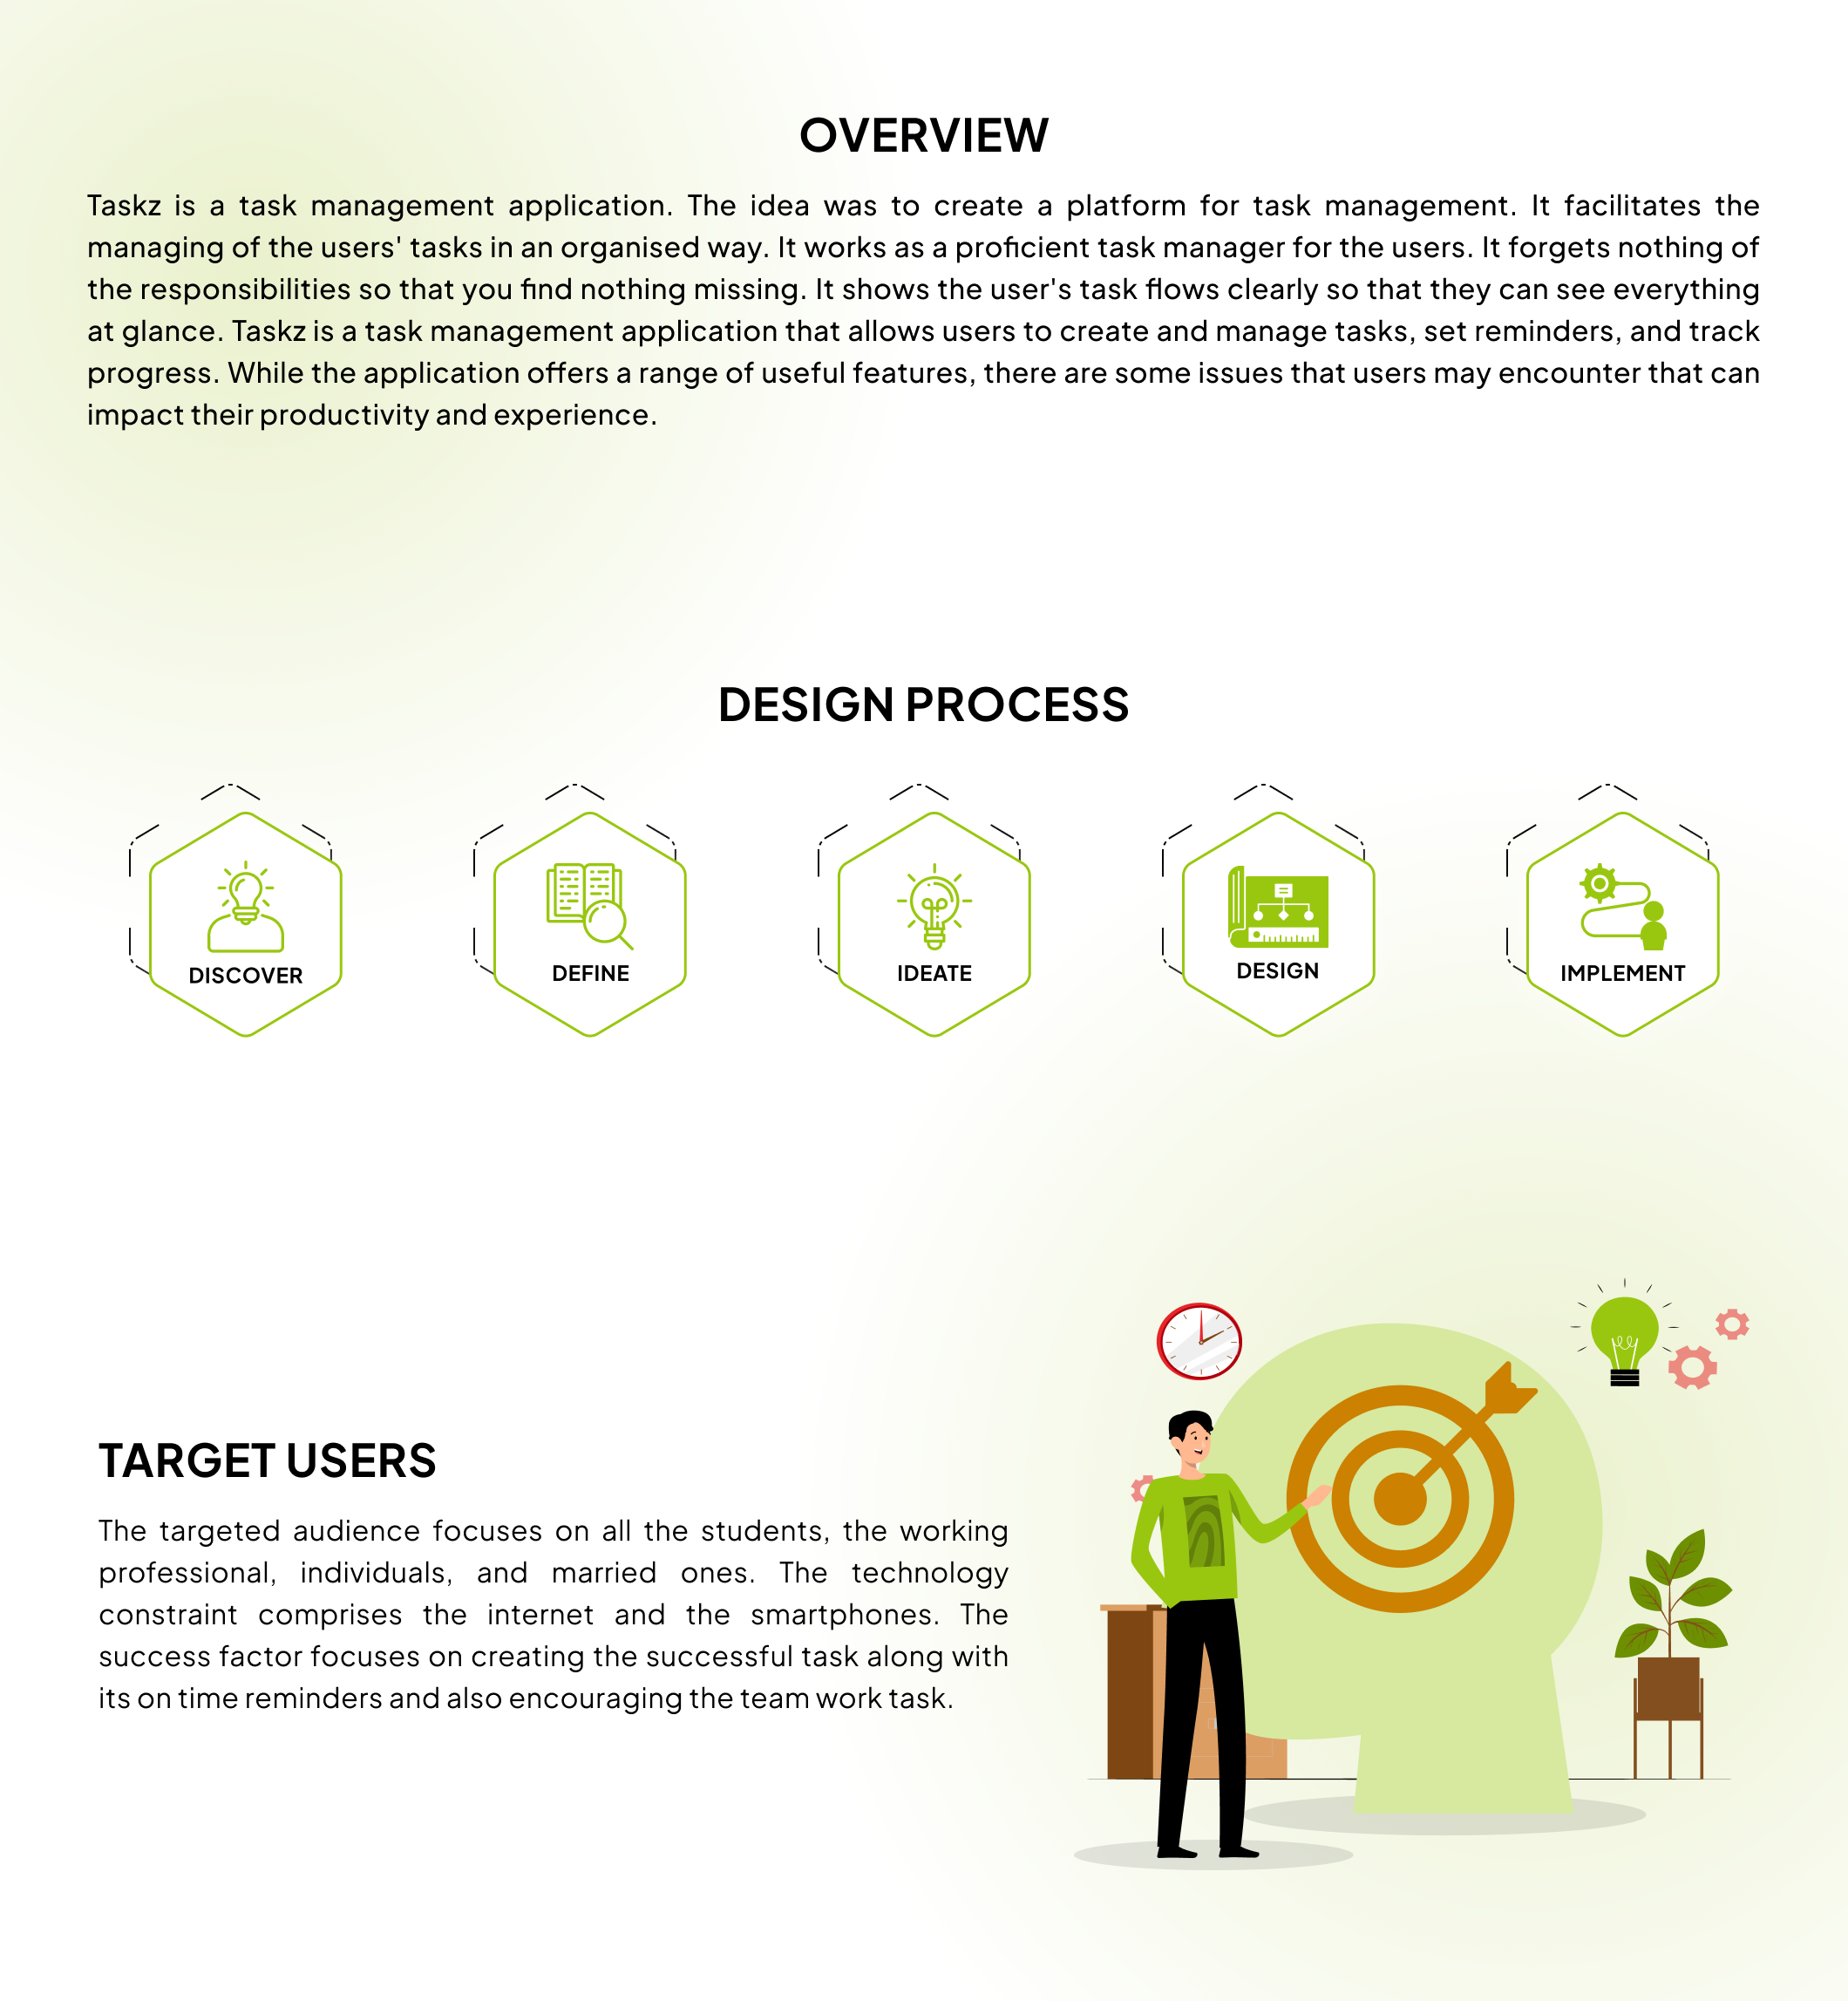 OVERVIEW
Taskz is a task management application. The idea was to create a platform for task management. It facilitates the
managing of the users' tasks in an organised way. It works as a proficient task manager for the users. It forgets nothing of
the responsibilities so that you find nothing missing. It shows the user's task flows clearly so that they can see everything
at glance. Taskz is a task management application that allows users to create and manage tasks, set reminders, and track
progress. While the application offers a range of useful features, there are some issues that users may encounter that can
impact their productivity and experience.
DESIGN PROCESS
DISCOVER
DEFINE
IDEATE
DESIGN
IMPLEMENT
TARGET USERS
The targeted audience focuses on all the students, the working
professional, individuals, and married ones. The technology
constraint comprises the internet and the smartphones. The
success factor focuses on creating the successful task along with
its on time reminders and also encouraging the team work task.